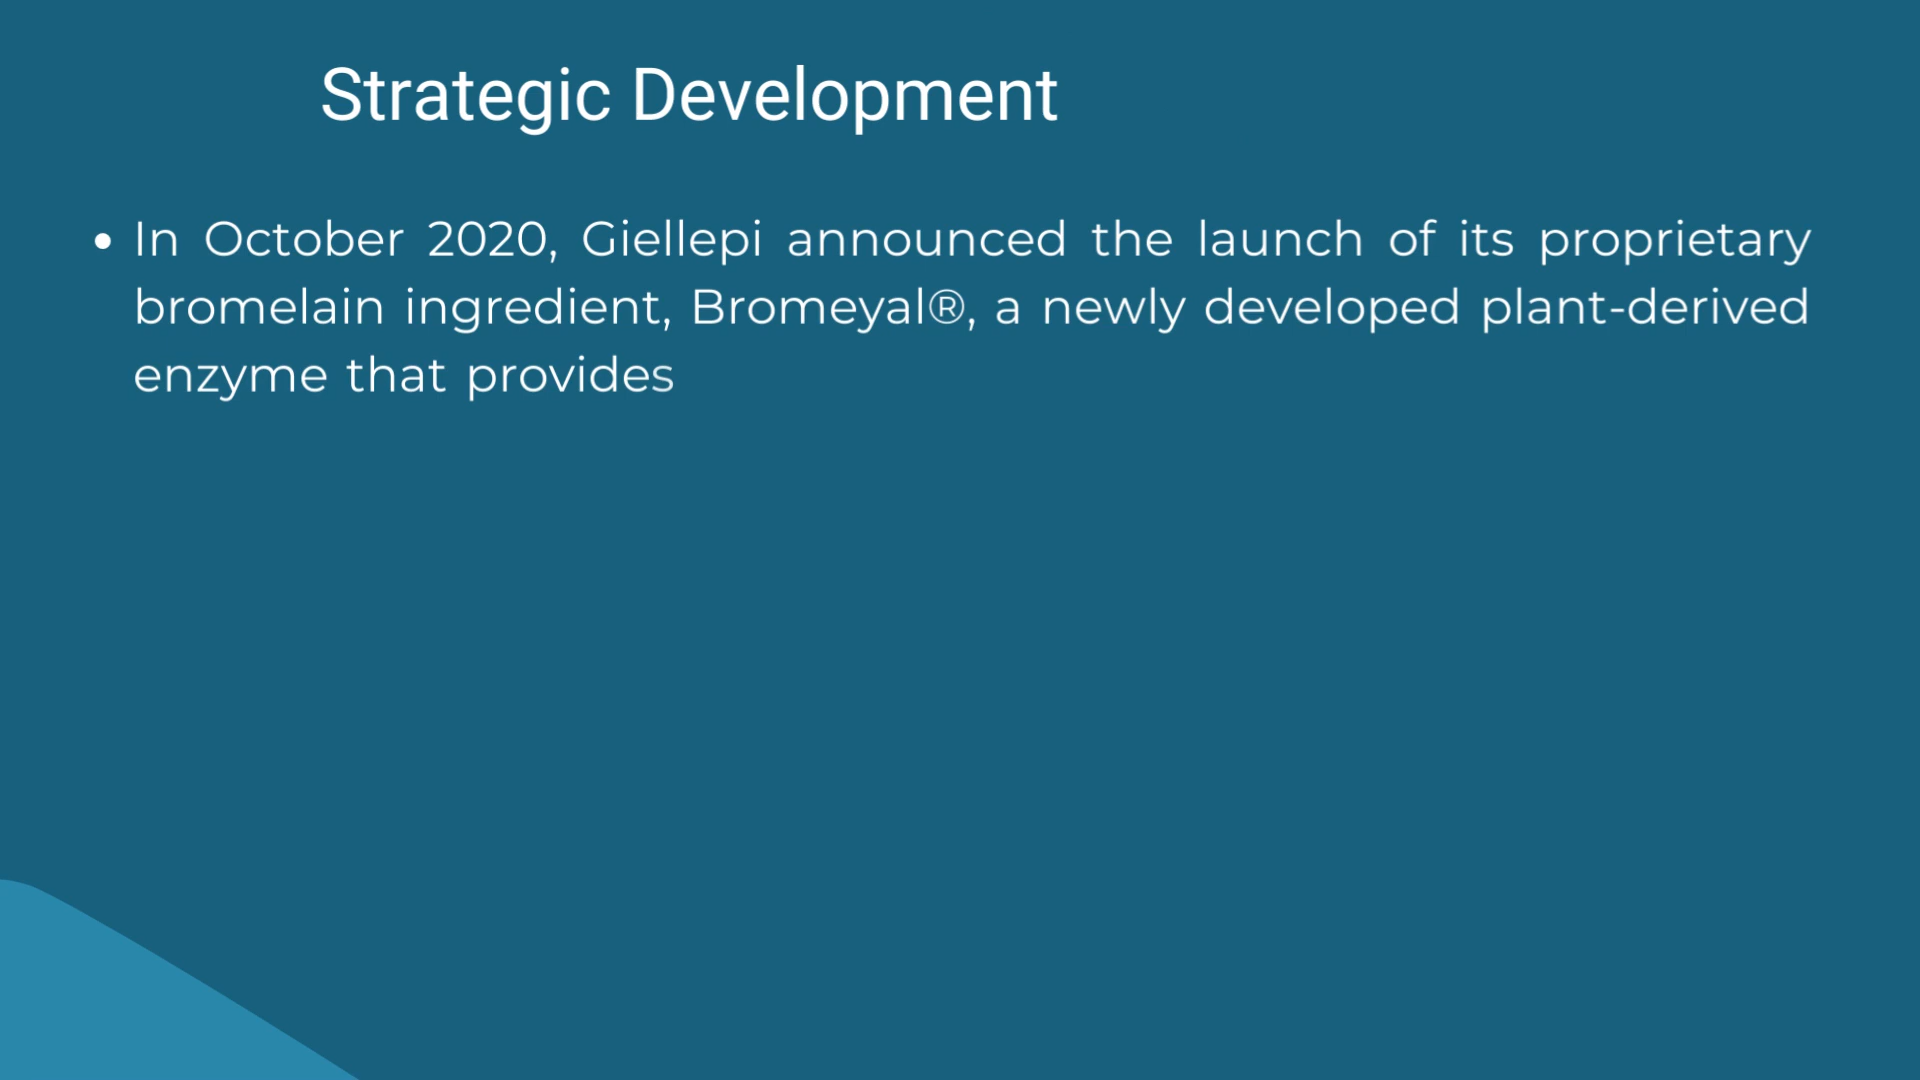 Strategic Development
• In October 2020, Giellepi announced the launch of its proprietary
bromelain ingredient, Bromeyal®, a newly developed plant-derived
enzyme that provides